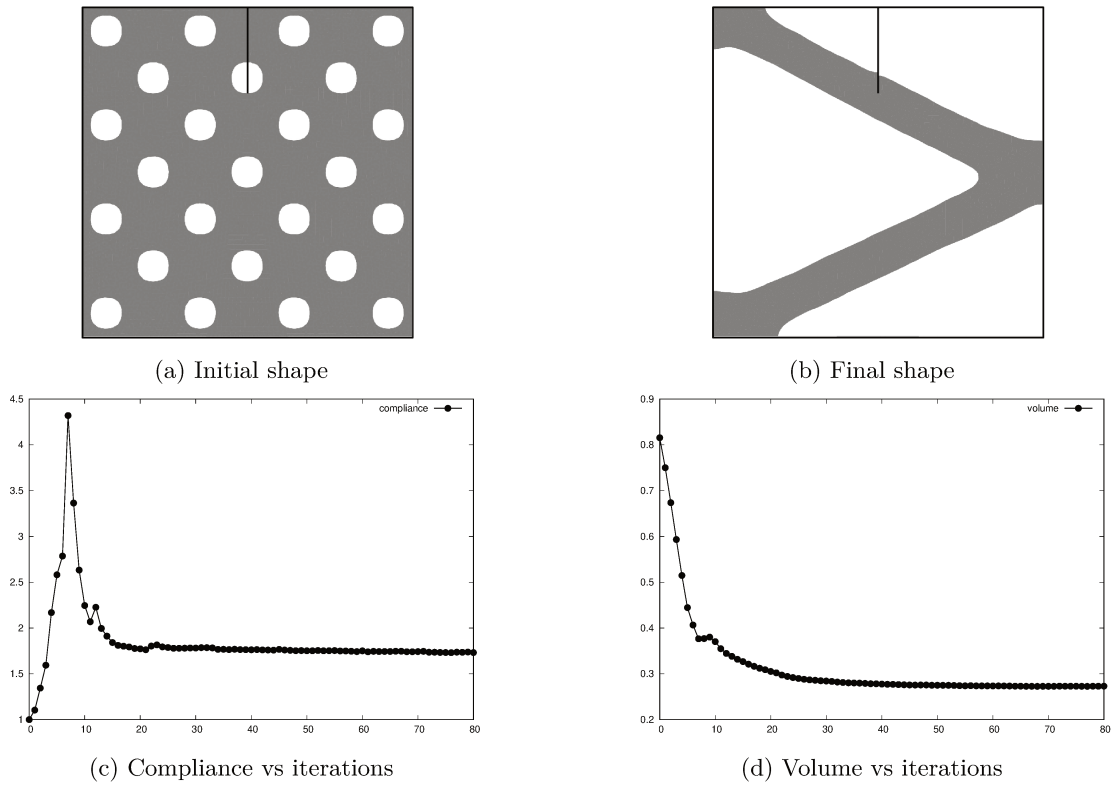 (a) Initial shape
(b) Final shape
4.5
4
3.5
3
2.5
2
1.5
1
0 10 20 30 40 50 60 70 80
compliance
0.9
0.8
0.7
0.6
0.5
0.4
0.3
0.2
0 10 20 30 40 50 60 70 80
volume
(c) Compliance vs iterations
(d) Volume vs iterations